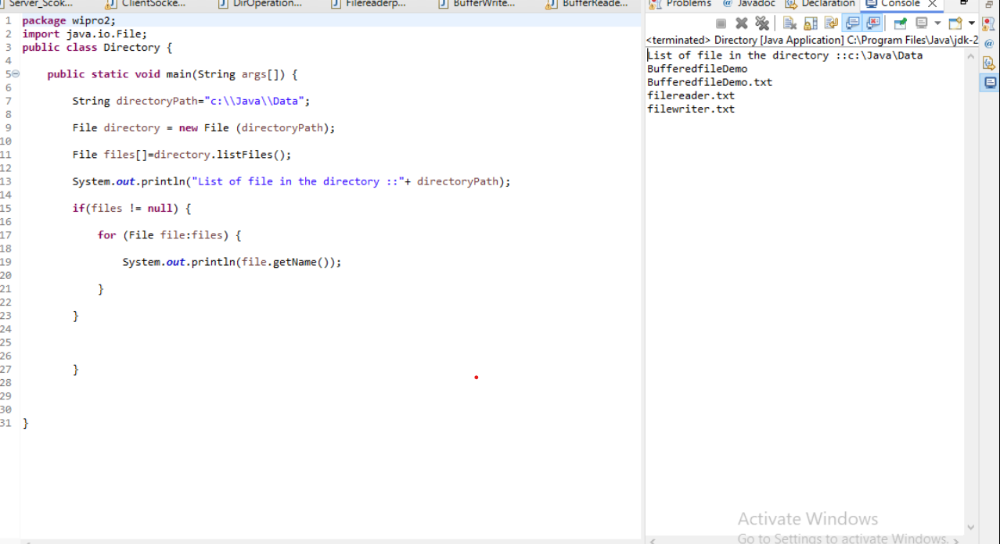 Server_Scok...
ClientSocke...
DirOperation...
Filereaderp...
BufferWrite...
BufferReade...
1 package wipro2;
2 import java.io.File;
3 public class Directory {
4
5 public static void main(String args[]) {
6
7 String directoryPath="c:\\Java\\Data";
8
9 File directory = new File (directoryPath);
10
11 File files[]=directory.listFiles();
12
13 System.out.println("List of file in the directory ::"+ directoryPath);
14
15 if(files != null) {
16
17 for (File file:files) {
18
19 System.out.println(file.getName());
20
21 }
22
23 }
24
25
26
27 }
28
29
30
31 }
Problems
@ Javadoc
Declaration
Console
<terminated> Directory [Java Application] C:\Program Files\Java\jdk-2
List of file in the directory ::c:\Java\Data
BufferedfileDemo
BufferedfileDemo.txt
filereader.txt
filewriter.txt
Activate Windows
Go to Settings to activate Windows.